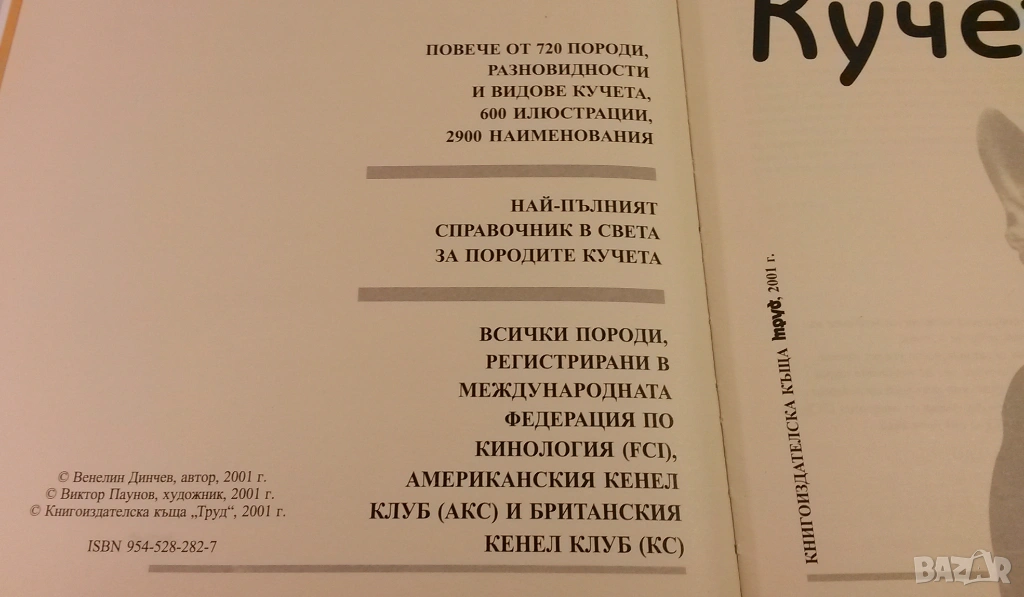 ПОВЕЧЕ ОТ 720 ПОРОДИ,
РАЗНОВИДНОСТИ
И ВИДОВЕ КУЧЕТА,
600 ИЛЮСТРАЦИИ,
2900 НАИМЕНОВАНИЯ
НАЙ-ПЪЛНИЯТ
СПРАВОЧНИК В СВЕТА
ЗА ПОРОДИТЕ КУЧЕТА
ВСИЧКИ ПОРОДИ,
РЕГИСТРИРАНИ В
МЕЖДУНАРОДНАТА
ФЕДЕРАЦИЯ ПО
КИНОЛОГИЯ (FCI),
АМЕРИКАНСКИЯ КЕНЕЛ
КЛУБ (АКС) И БРИТАНСКИЯ
КЕНЕЛ КЛУБ (КС)
© Венелин Динчев, автор, 2001 г.
© Виктор Паунов, художник, 2001 г.
© Книгоиздателска къща „Труд“, 2001 г.
ISBN 954-528-282-7
Куче
КНИГОИЗДАТЕЛСКА КЪЩА труд, 2001 г.
BAZAR